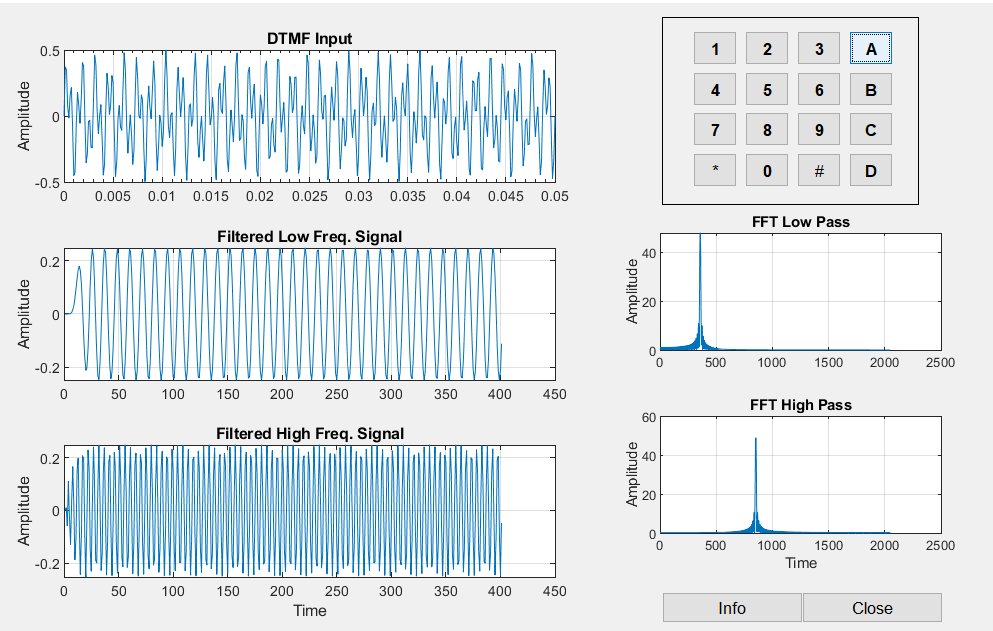 DTMF Input
Amplitude
0.5
0
-0.5
0 0.005 0.01 0.015 0.02 0.025 0.03 0.035 0.04 0.045 0.05
Filtered Low Freq. Signal
Amplitude
0.2
0
-0.2
0 50 100 150 200 250 300 350 400 450
Filtered High Freq. Signal
Amplitude
0.2
0
-0.2
0 50 100 150 200 250 300 350 400 450
Time
1 2 3 A
4 5 6 B
7 8 9 C
* 0 # D
FFT Low Pass
Amplitude
40
20
0
0 500 1000 1500 2000 2500
FFT High Pass
Amplitude
60
40
20
0
0 500 1000 1500 2000 2500
Time
Info Close